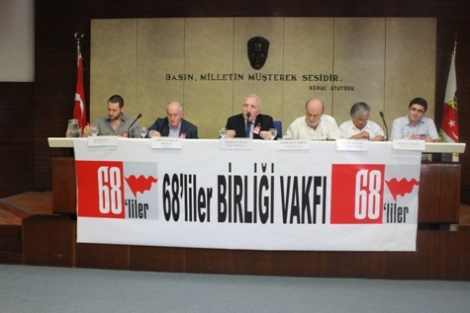 BASIN, MİLLETİN MÜŞTEREK SESİDİR..
KEMAL ATATÜRK
68'liler
68'liler BİRLİĞİ VAKFI
68'liler